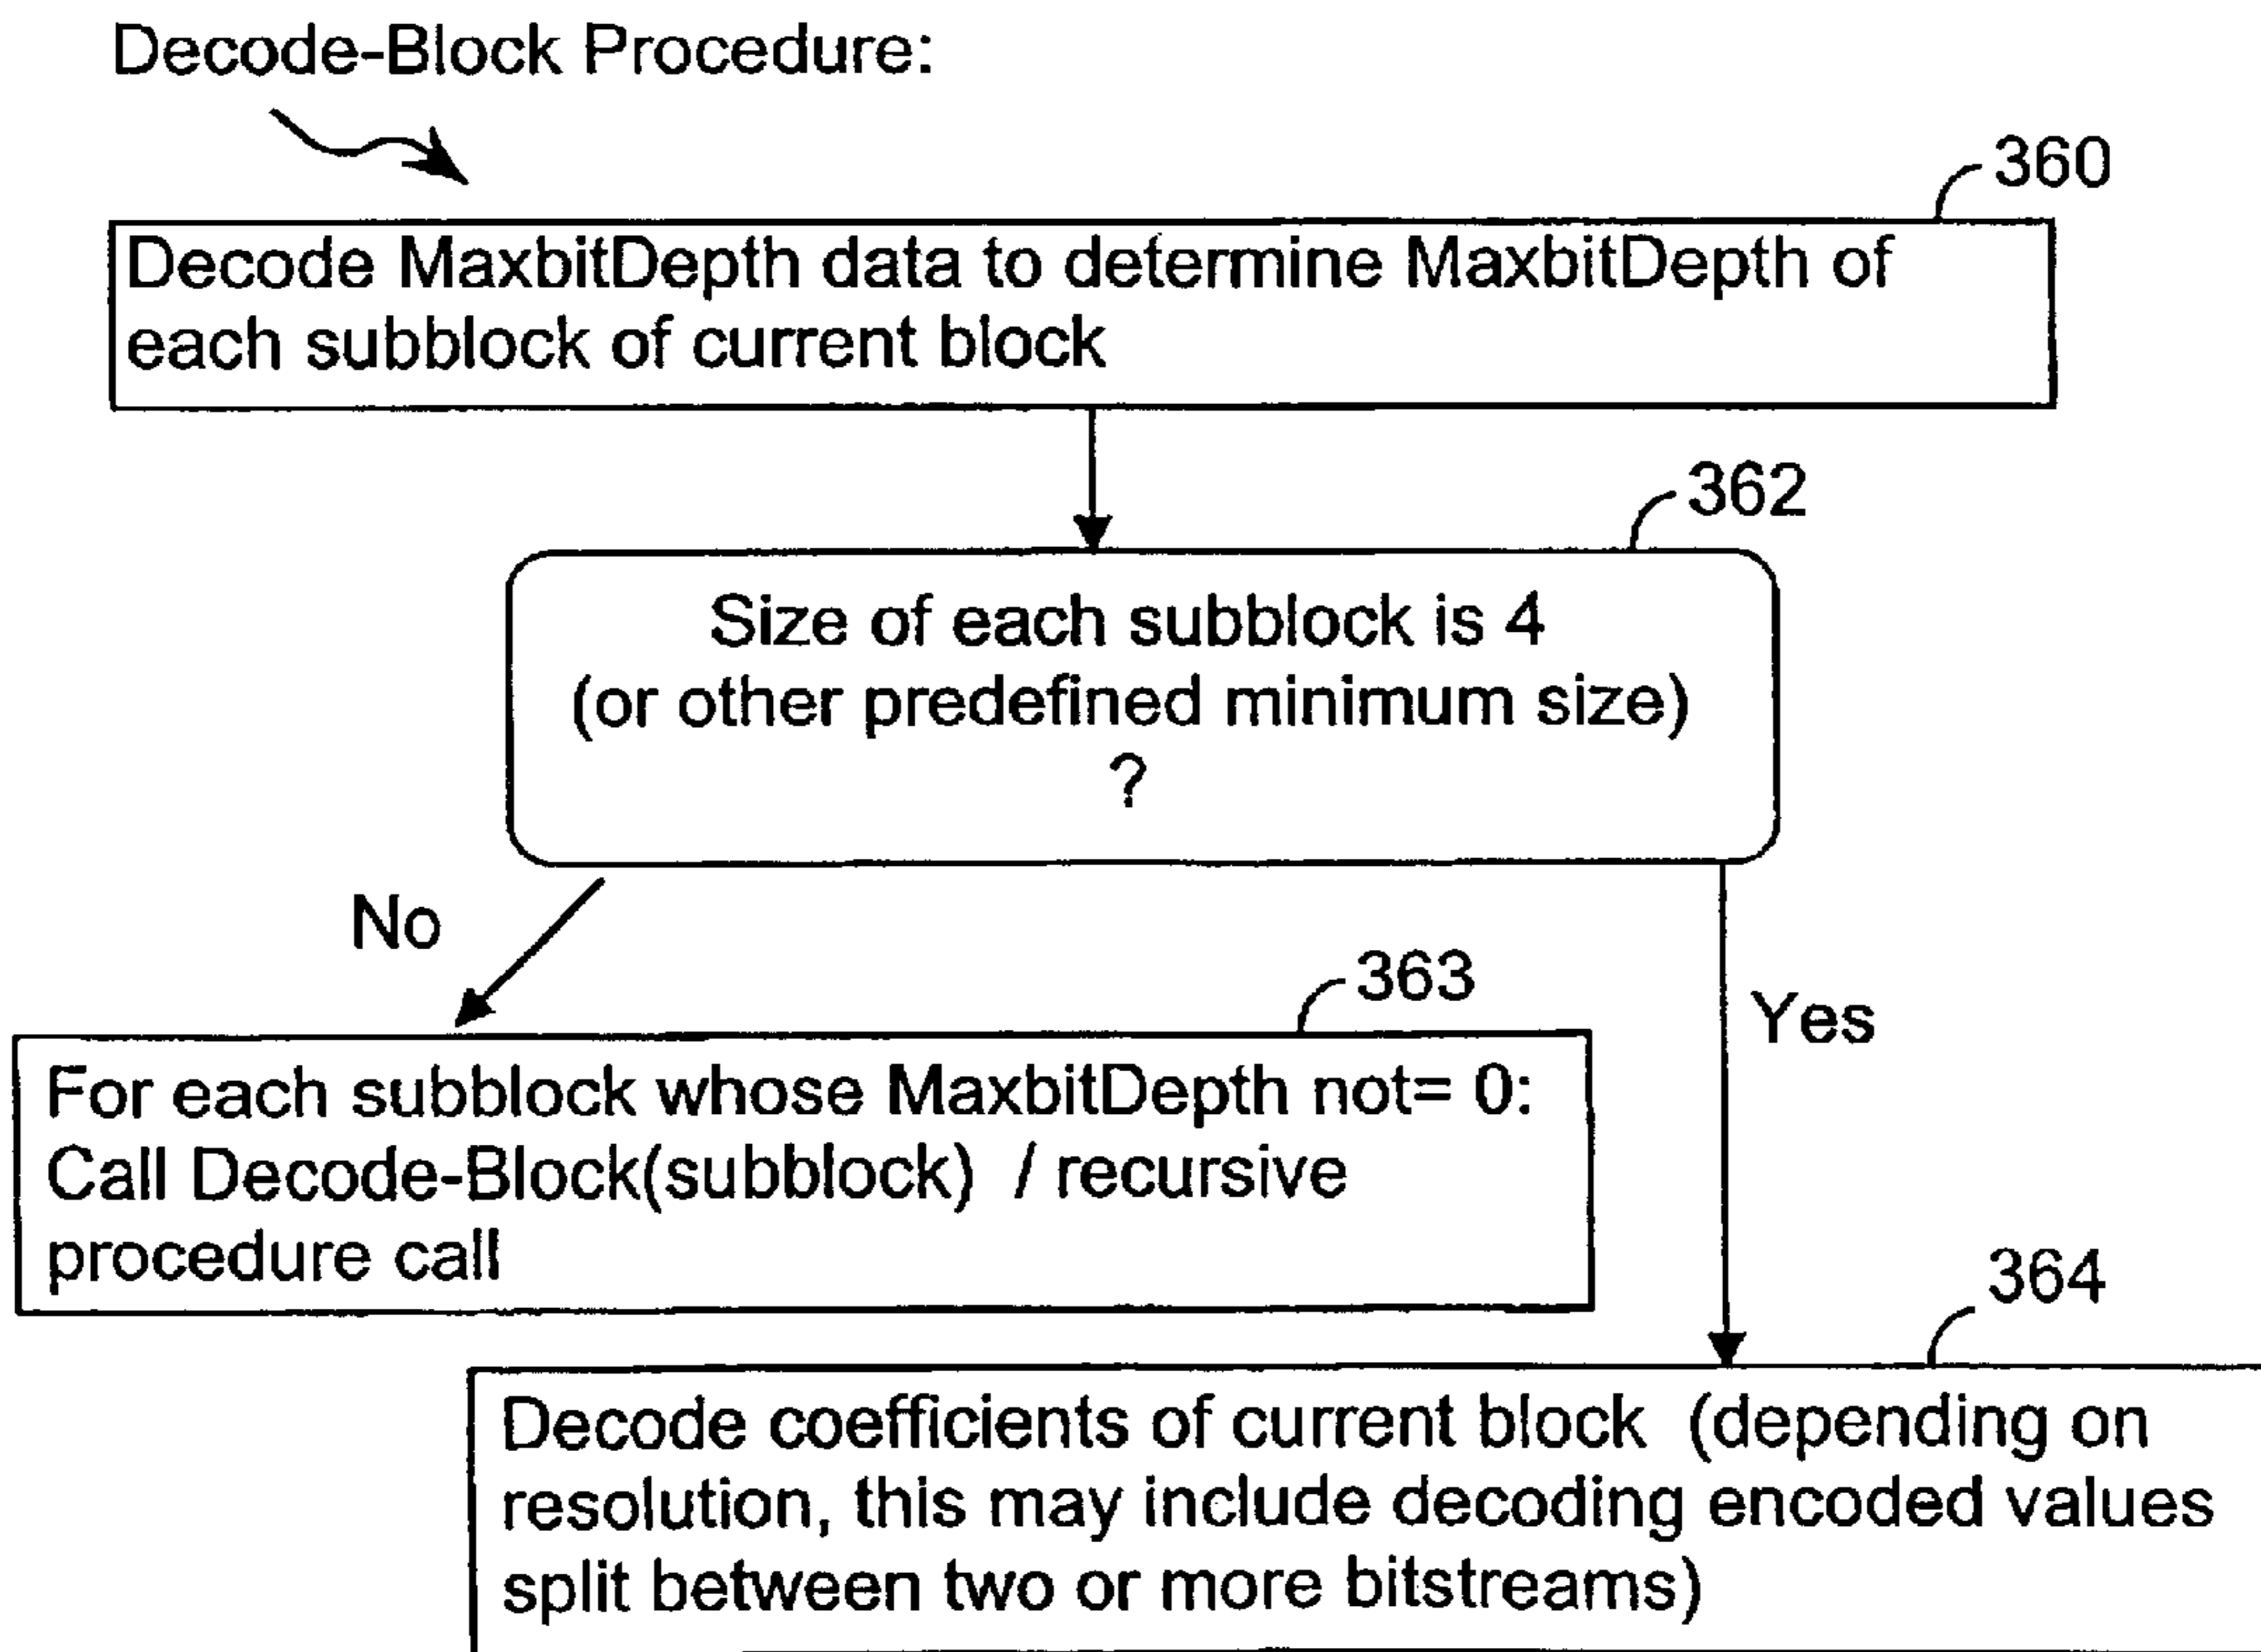 Decode-Block Procedure:
360
Decode MaxbitDepth data to determine MaxbitDepth of
each subblock of current block
362
Size of each subblock is 4
(or other predefined minimum size)
?
No
363
Yes
For each subblock whose MaxbitDepth not= 0:
Call Decode-Block(subblock) / recursive
procedure call
364
Decode coefficients of current block (depending on
resolution, this may include decoding encoded values
split between two or more bitstreams)